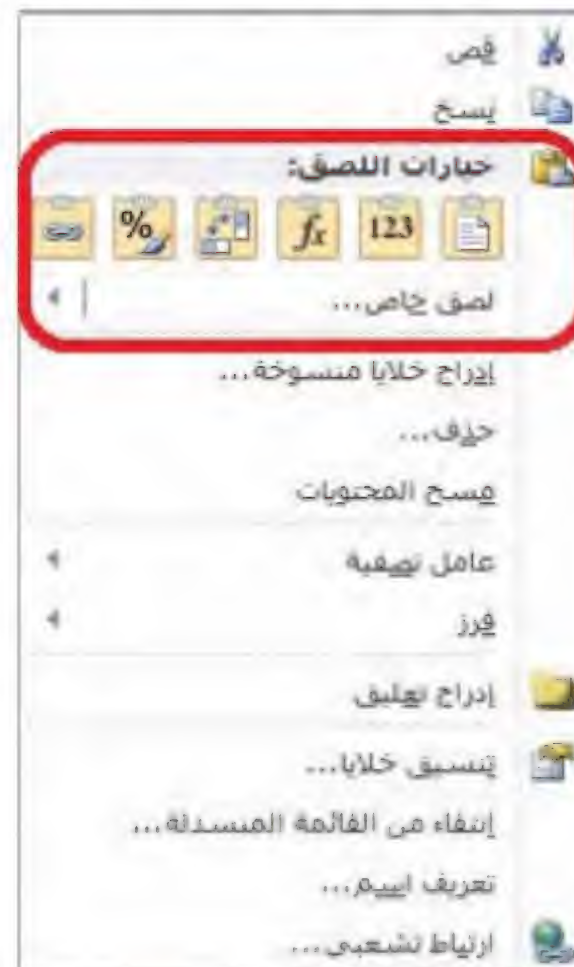 قص
نسخ
خيارات اللصق:
% fx 123
لصق خاص...
إدراج خلايا منسوخة...
حذف...
مسح المحتويات
عامل تصفية
فرز
إدراج تعليق
تنسيق خلايا...
إنتقاء من القائمة المنسدلة...
تعريف اسم...
ارتباط تشعبي...